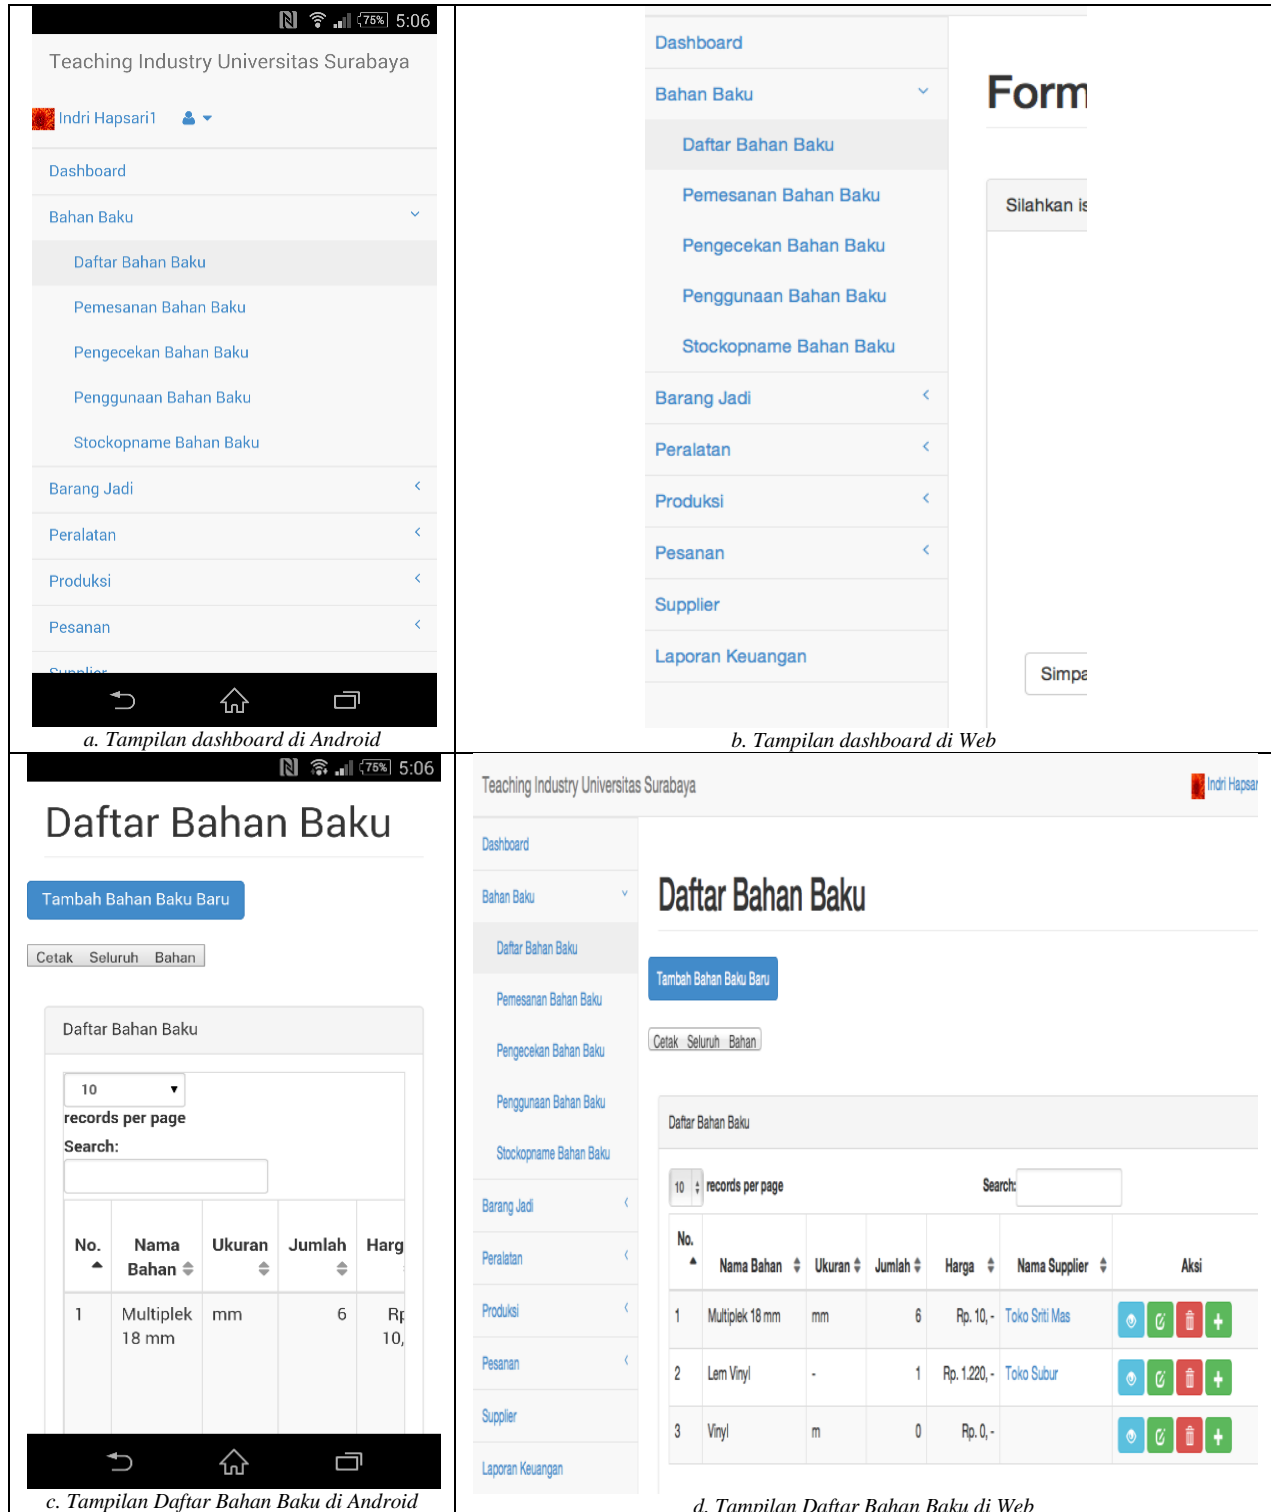 75% 5:06
Teaching Industry Universitas Surabaya
Indri Hapsari1
Dashboard
Bahan Baku
Daftar Bahan Baku
Pemesanan Bahan Baku
Pengecekan Bahan Baku
Penggunaan Bahan Baku
Stockopname Bahan Baku
Barang Jadi
Peralatan
Produksi
Pesanan
Supplier
a. Tampilan dashboard di Android
Dashboard
Bahan Baku
Daftar Bahan Baku
Pemesanan Bahan Baku
Pengecekan Bahan Baku
Penggunaan Bahan Baku
Stockopname Bahan Baku
Barang Jadi
Peralatan
Produksi
Pesanan
Supplier
Laporan Keuangan
Form
Silahkan is
Simpa
b. Tampilan dashboard di Web
75% 5:06
Daftar Bahan Baku
Tambah Bahan Baku Baru
Cetak Seluruh Bahan
Daftar Bahan Baku
10
records per page
Search:
No. Nama Bahan Ukuran Jumlah Harg
1 Multiplek 18 mm mm 6 Rp 10,
c. Tampilan Daftar Bahan Baku di Android
Teaching Industry Universitas Surabaya
Indri Hapsar
Dashboard
Bahan Baku
Daftar Bahan Baku
Pemesanan Bahan Baku
Pengecekan Bahan Baku
Penggunaan Bahan Baku
Stockopname Bahan Baku
Barang Jadi
Peralatan
Produksi
Pesanan
Supplier
Laporan Keuangan
Daftar Bahan Baku
Tambah Bahan Baku Baru
Cetak Seluruh Bahan
Daftar Bahan Baku
10 records per page Search:
No. Nama Bahan Ukuran Jumlah Harga Nama Supplier Aksi
1 Multiplek 18 mm mm 6 Rp. 10, - Toko Sriti Mas
2 Lem Vinyl - 1 Rp. 1.220, - Toko Subur
3 Vinyl m 0 Rp. 0, -
d. Tampilan Daftar Bahan Baku di Web